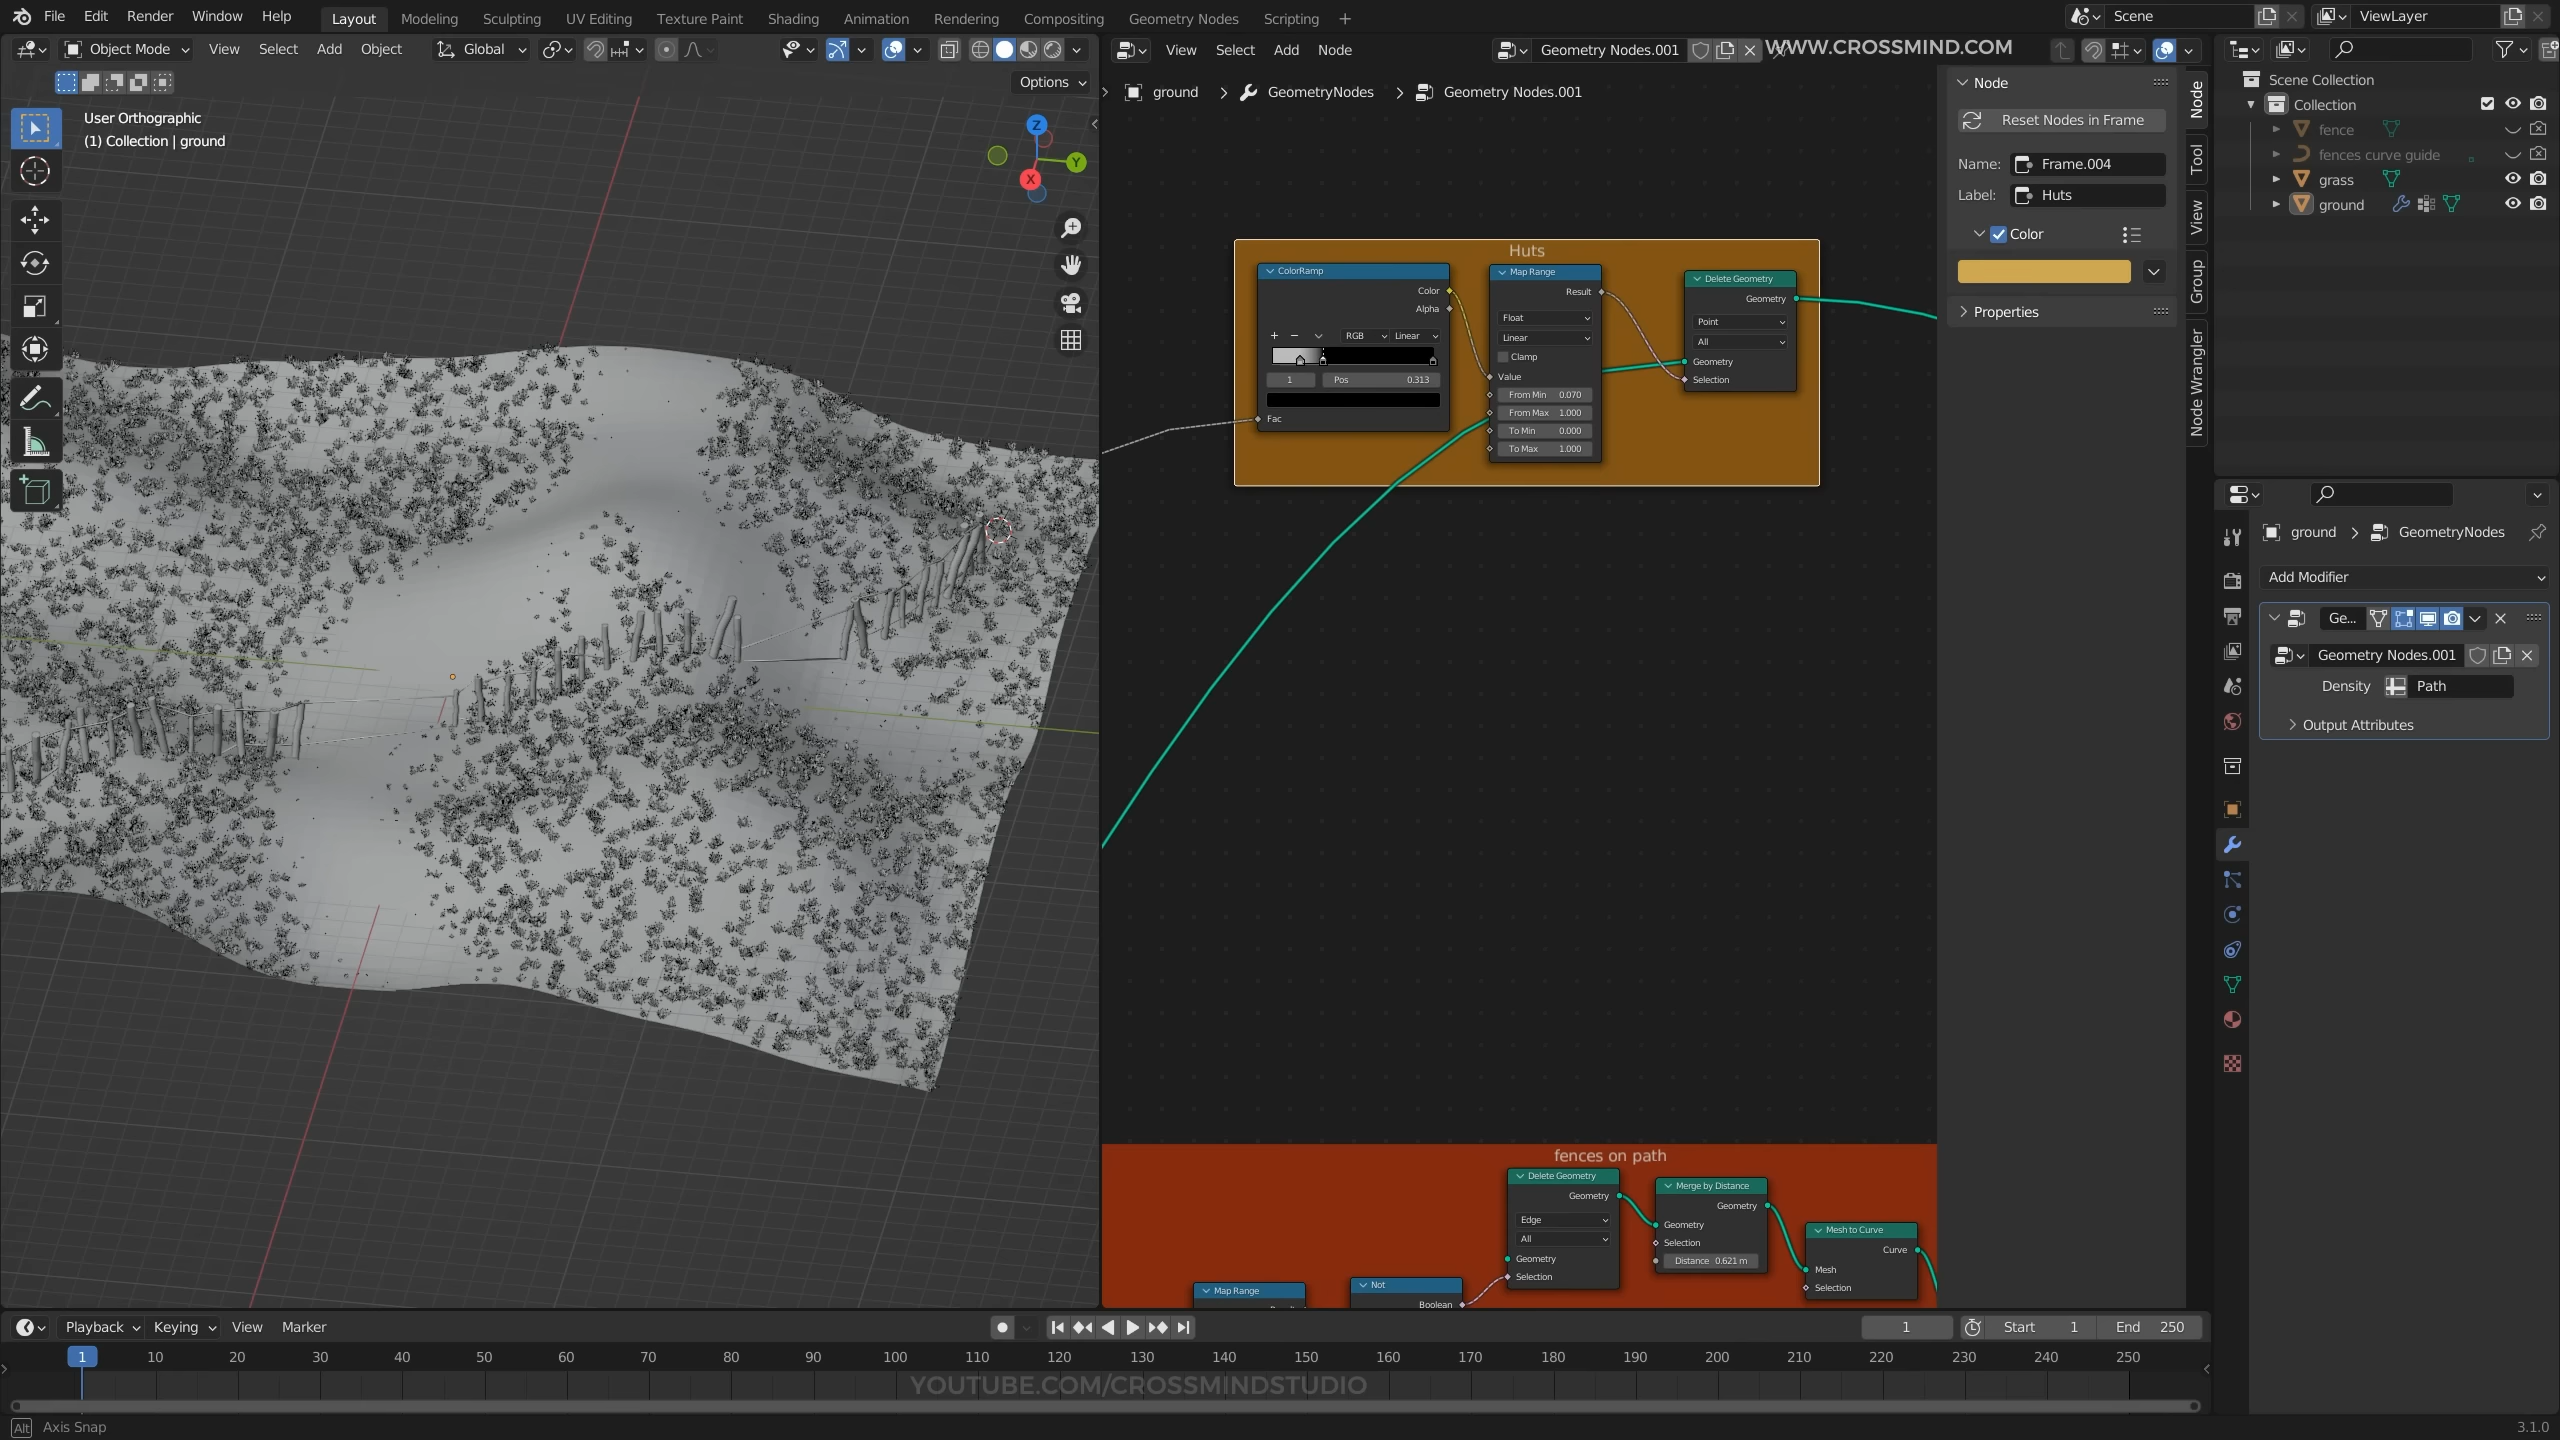 File Edit Render Window Help Layout Modeling Sculpting UV Editing Texture Paint Shading Animation Rendering Compositing Geometry Nodes Scripting + Scene ViewLayer
Object Mode View Select Add Object Global
View Select Add Node Geometry Nodes.001 WWW.CROSSMIND.COM
Options
User Orthographic
(1) Collection | ground
Z
Y
X
ground > GeometryNodes > Geometry Nodes.001
Huts
ColorRamp
Color
Alpha
RGB Linear
1 Pos 0.313
Fac
Map Range
Result
Float
Linear
Clamp
Value
From Min 0.070
From Max 1.000
To Min 0.000
To Max 1.000
Delete Geometry
Geometry
Point
All
Geometry
Selection
fences on path
Delete Geometry
Geometry
Edge
All
Geometry
Selection
Merge by Distance
Geometry
Geometry
Selection
Distance 0.621 m
Mesh to Curve
Curve
Mesh
Selection
Map Range
Not
Boolean
Node
Reset Nodes in Frame
Name: Frame.004
Label: Huts
Color
Properties
Node
Tool
View
Group
Node Wrangler
Scene Collection
Collection
fence
fences curve guide
grass
ground
ground > GeometryNodes
Add Modifier
Ge...
Geometry Nodes.001
Density Path
Output Attributes
Playback Keying View Marker 1 Start 1 End 250
1 10 20 30 40 50 60 70 80 90 100 110 120 130 140 150 160 170 180 190 200 210 220 230 240 250
YOUTUBE.COM/CROSSMINDSTUDIO
Alt Axis Snap 3.1.0